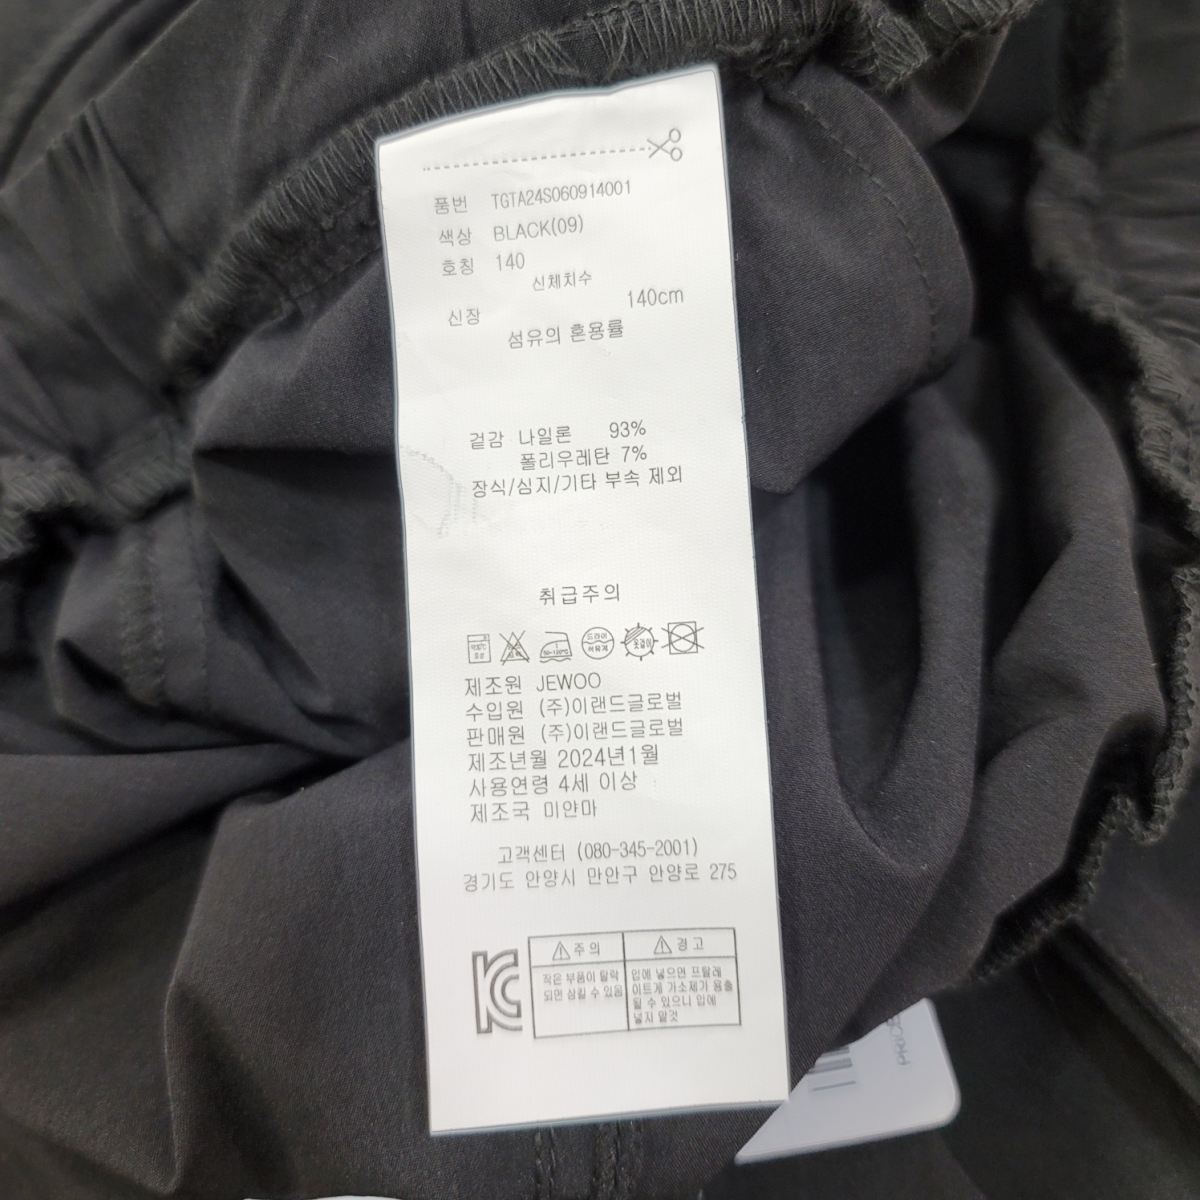 품번 TGTA24S060914001
색상 BLACK(09)
호칭 140
신체치수
신장 140cm
섬유의 혼용률
겉감 나일론 93%
폴리우레탄 7%
장식/심지/기타 부속 제외
취급주의
제조원 JEWOO
수입원 (주)이랜드글로벌
판매원 (주)이랜드글로벌
제조년월 2024년1월
사용연령 4세 이상
제조국 미얀마
고객센터 (080-345-2001)
경기도 안양시 만안구 안양로 275
KC
주의
작은 부품이 탈락
되면 삼킬 수 있음
경고
입에 넣으면 프탈레
이트계 가소제가 용출
될 수 있으니 입에
넣지 말것